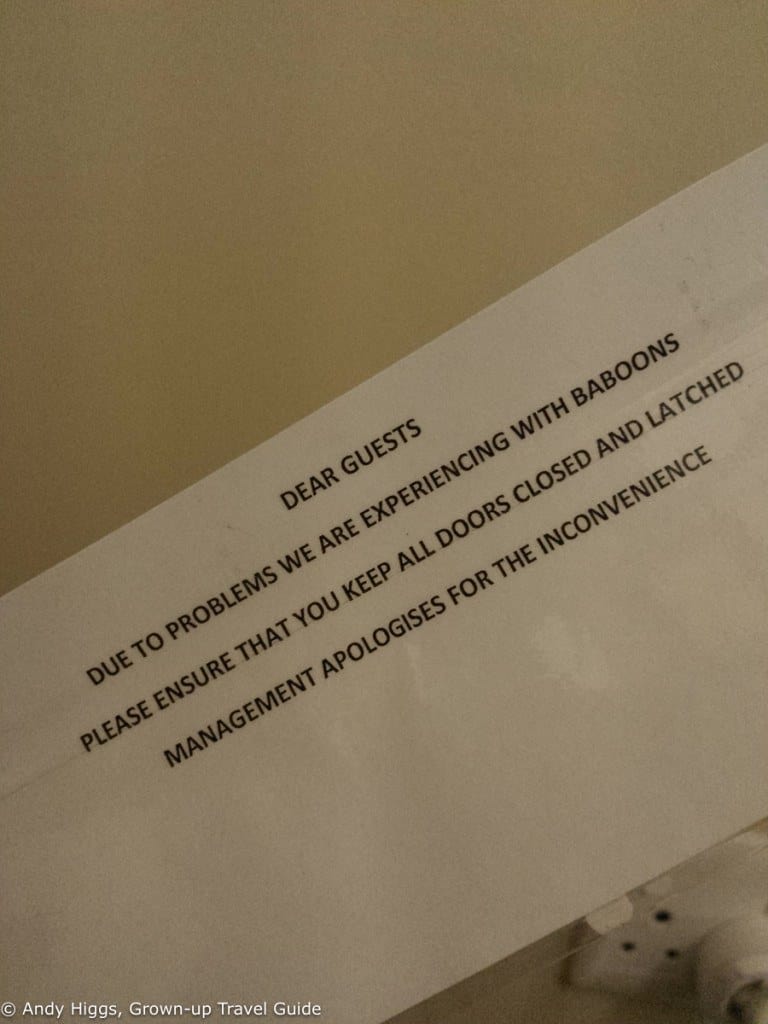 DEAR GUESTS
DUE TO PROBLEMS WE ARE EXPERIENCING WITH BABOONS
PLEASE ENSURE THAT YOU KEEP ALL DOORS CLOSED AND LATCHED
MANAGEMENT APOLOGISES FOR THE INCONVENIENCE
© Andy Higgs, Grown-up Travel Guide